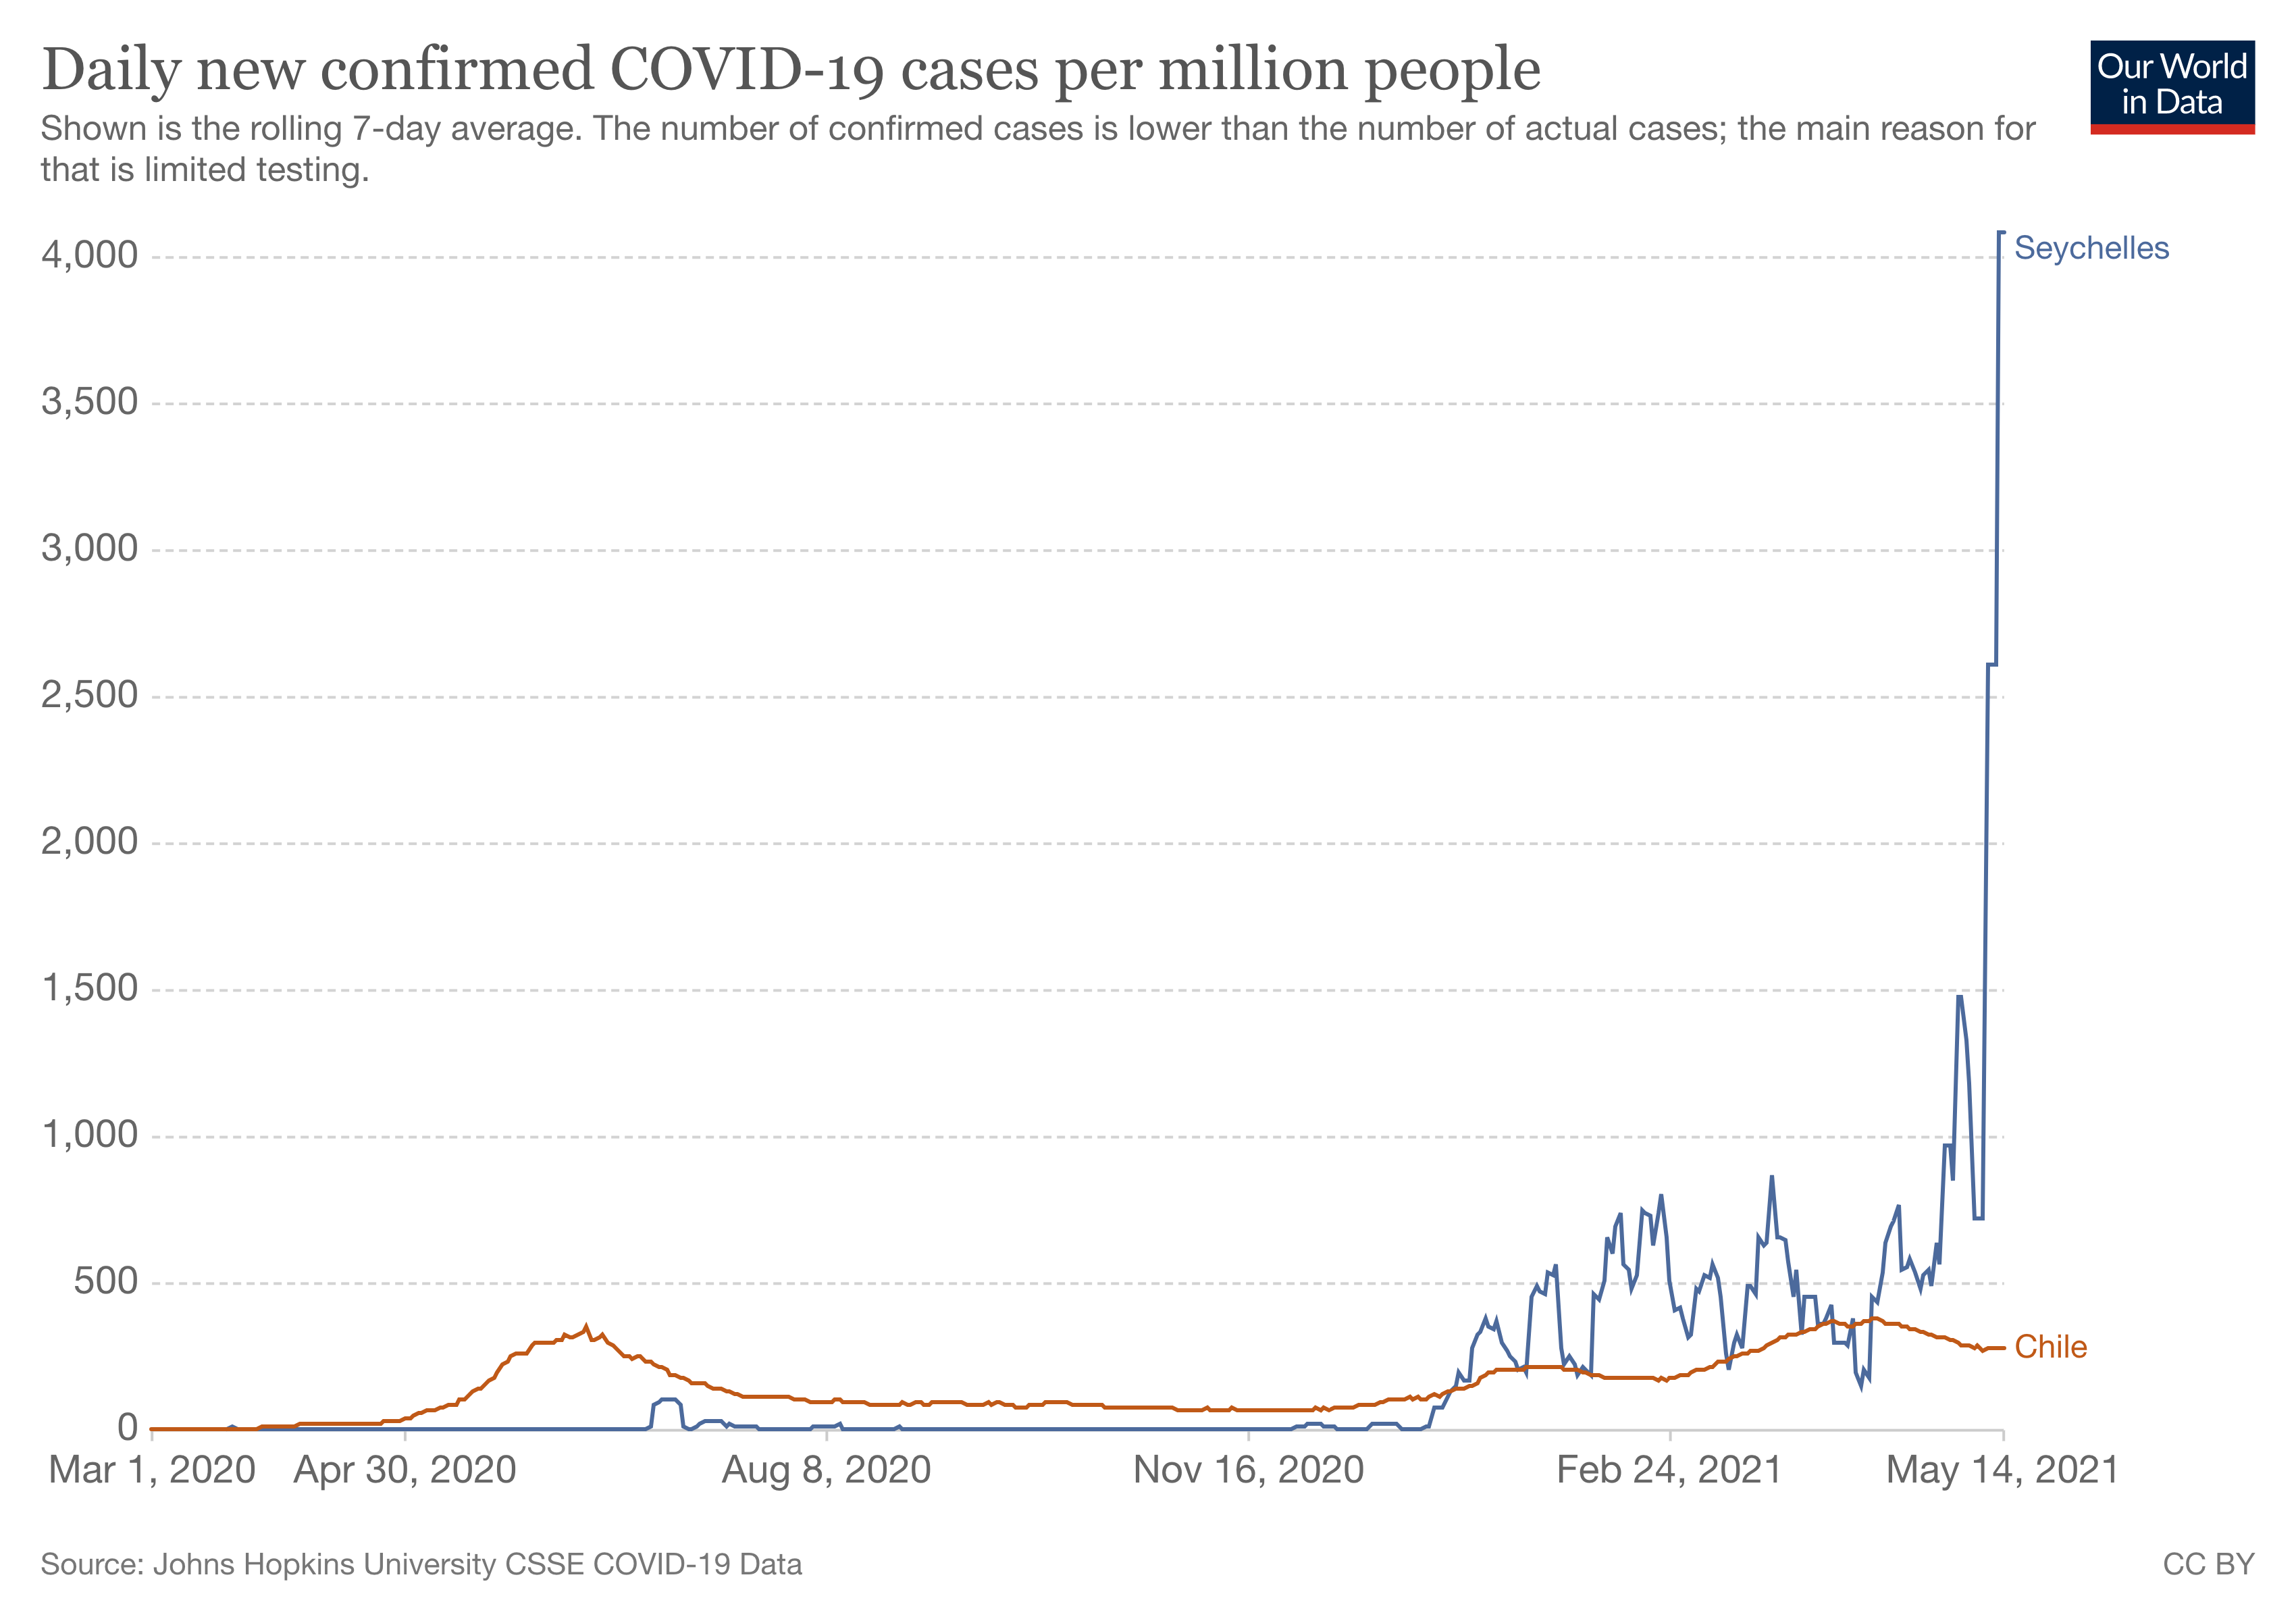 Daily new confirmed COVID-19 cases per million people
Our World
in Data
Shown is the rolling 7-day average. The number of confirmed cases is lower than the number of actual cases; the main reason for
that is limited testing.
4,000
Seychelles
3,500
3,000
2,500
2,000
1,500
1,000
500
Chile
0
Mar 1, 2020 Apr 30, 2020 Aug 8, 2020 Nov 16, 2020 Feb 24, 2021 May 14, 2021
Source: Johns Hopkins University CSSE COVID-19 Data
CC BY